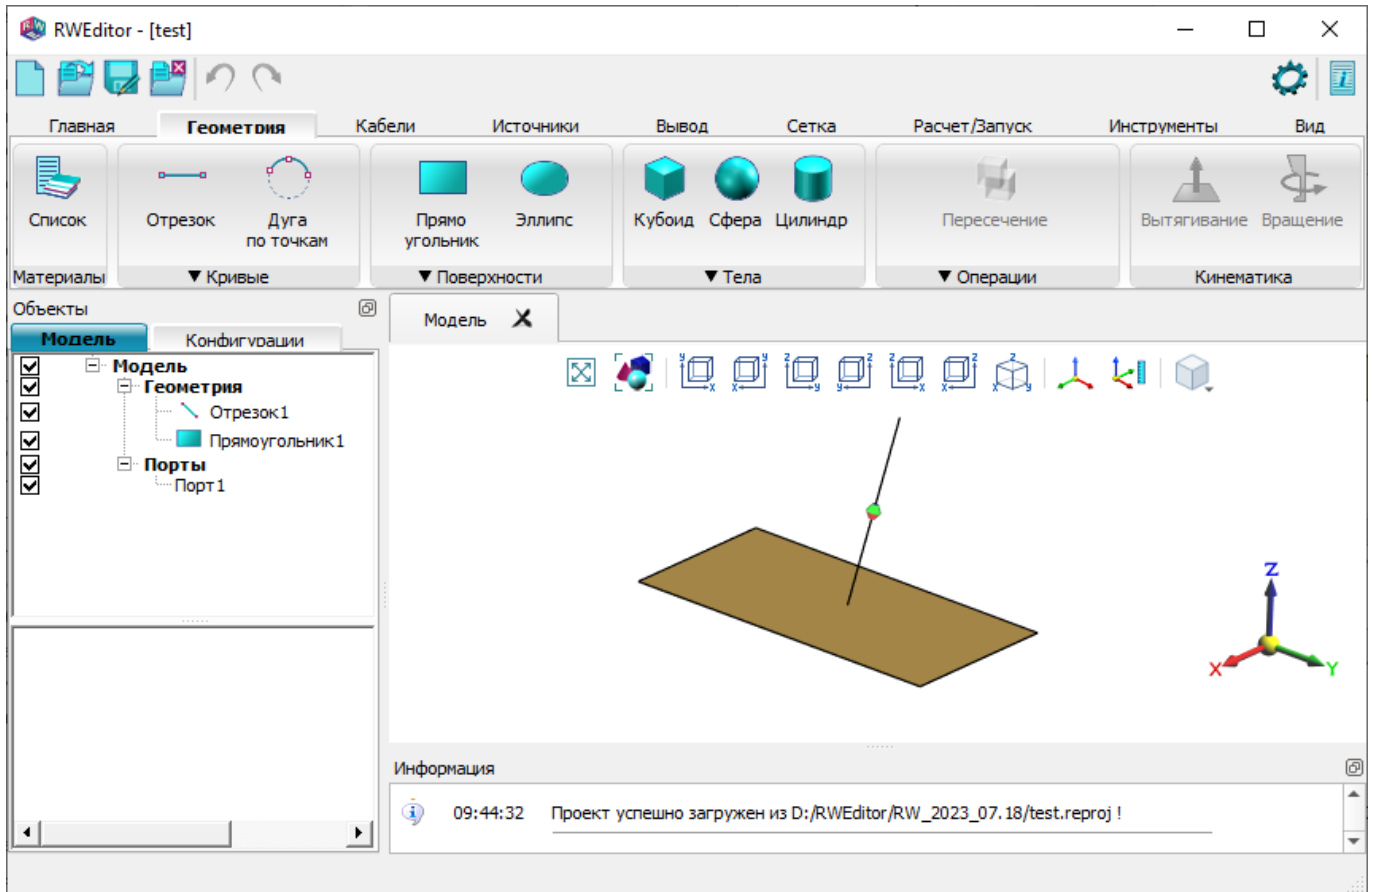 RWEditor - [test]
Главная Геометрия Кабели Источники Вывод Сетка Расчет/Запуск Инструменты Вид
Список Отрезок Дуга по точкам Прямо угольник Эллипс Кубоид Сфера Цилиндр Пересечение Вытягивание Вращение
Материалы ▼ Кривые ▼ Поверхности ▼ Тела ▼ Операции Кинематика
Объекты
Модель Конфигурации
Модель
Геометрия
Отрезок1
Прямоугольник1
Порты
Порт1
Модель
y x x y z y y z z x x z z x y
Z
X Y
Информация
09:44:32 Проект успешно загружен из D:/RWEditor/RW_2023_07.18/test.reproj !